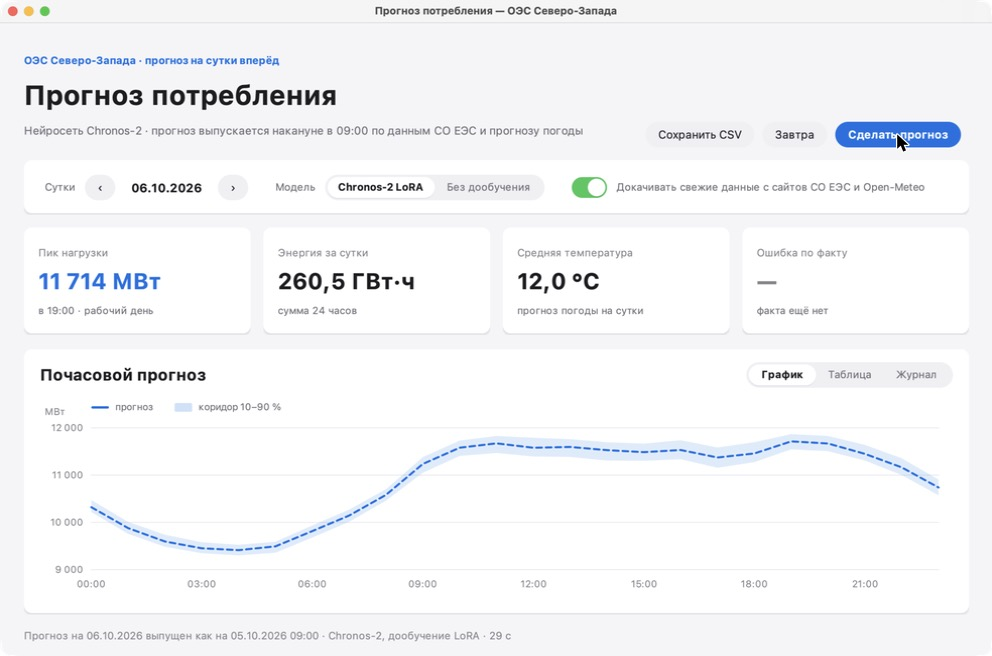 Прогноз потребления — ОЭС Северо-Запада
ОЭС Северо-Запада · прогноз на сутки вперёд
Прогноз потребления
Нейросеть Chronos-2 · прогноз выпускается накануне в 09:00 по данным СО ЕЭС и прогнозу погоды
Сохранить CSV Завтра Сделать прогноз
Сутки ‹ 06.10.2026 › Модель Chronos-2 LoRA Без дообучения Докачивать свежие данные с сайтов СО ЕЭС и Open-Meteo
Пик нагрузки Энергия за сутки Средняя температура Ошибка по факту
11 714 МВт 260,5 ГВт·ч 12,0 °C —
в 19:00 · рабочий день сумма 24 часов прогноз погоды на сутки факта ещё нет
Почасовой прогноз График Таблица Журнал
МВт прогноз коридор 10–90 %
12 000
11 000
10 000
9 000
00:00 03:00 06:00 09:00 12:00 15:00 18:00 21:00
Прогноз на 06.10.2026 выпущен как на 05.10.2026 09:00 · Chronos-2, дообучение LoRA · 29 с